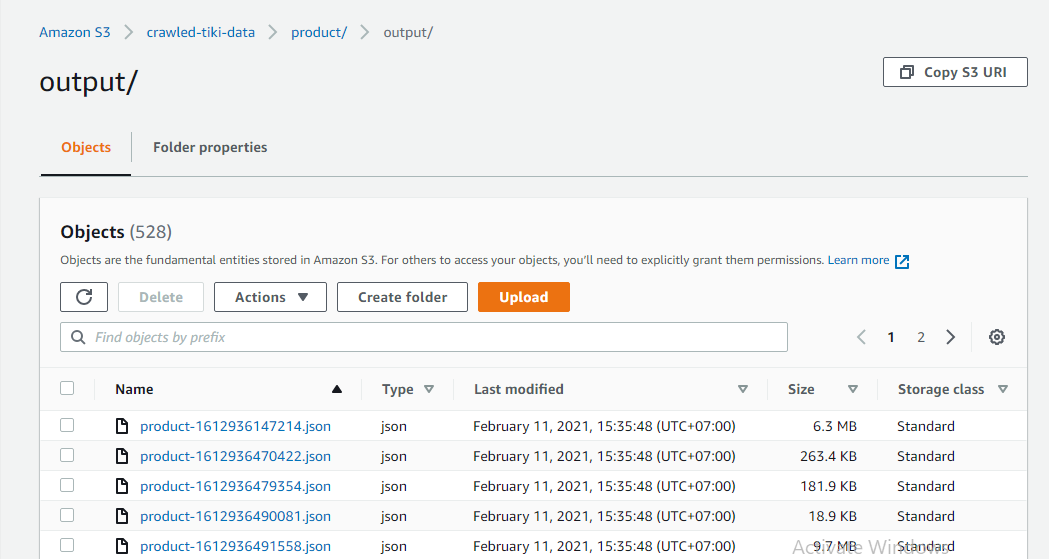 Amazon S3 > crawled-tiki-data > product/ > output/
output/
Copy S3 URI
Objects Folder properties
Objects (528)
Objects are the fundamental entities stored in Amazon S3. For others to access your objects, you'll need to explicitly grant them permissions. Learn more
Delete Actions Create folder Upload
Find objects by prefix 1 2
Name Type Last modified Size Storage class
product-1612936147214.json json February 11, 2021, 15:35:48 (UTC+07:00) 6.3 MB Standard
product-1612936470422.json json February 11, 2021, 15:35:48 (UTC+07:00) 263.4 KB Standard
product-1612936479354.json json February 11, 2021, 15:35:48 (UTC+07:00) 181.9 KB Standard
product-1612936490081.json json February 11, 2021, 15:35:48 (UTC+07:00) 18.9 KB Standard
product-1612936491558.json json February 11, 2021, 15:35:48 (UTC+07:00) 9.7 MB Standard
Activate Windows